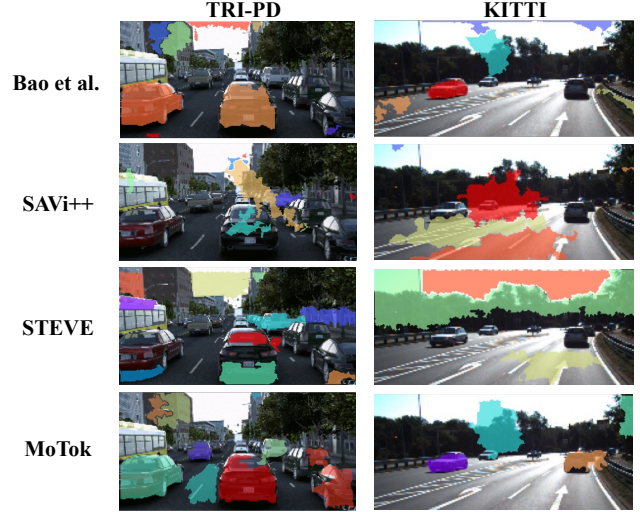 TRI-PD KITTI
Bao et al.
SAVi++
STEVE
MoTok